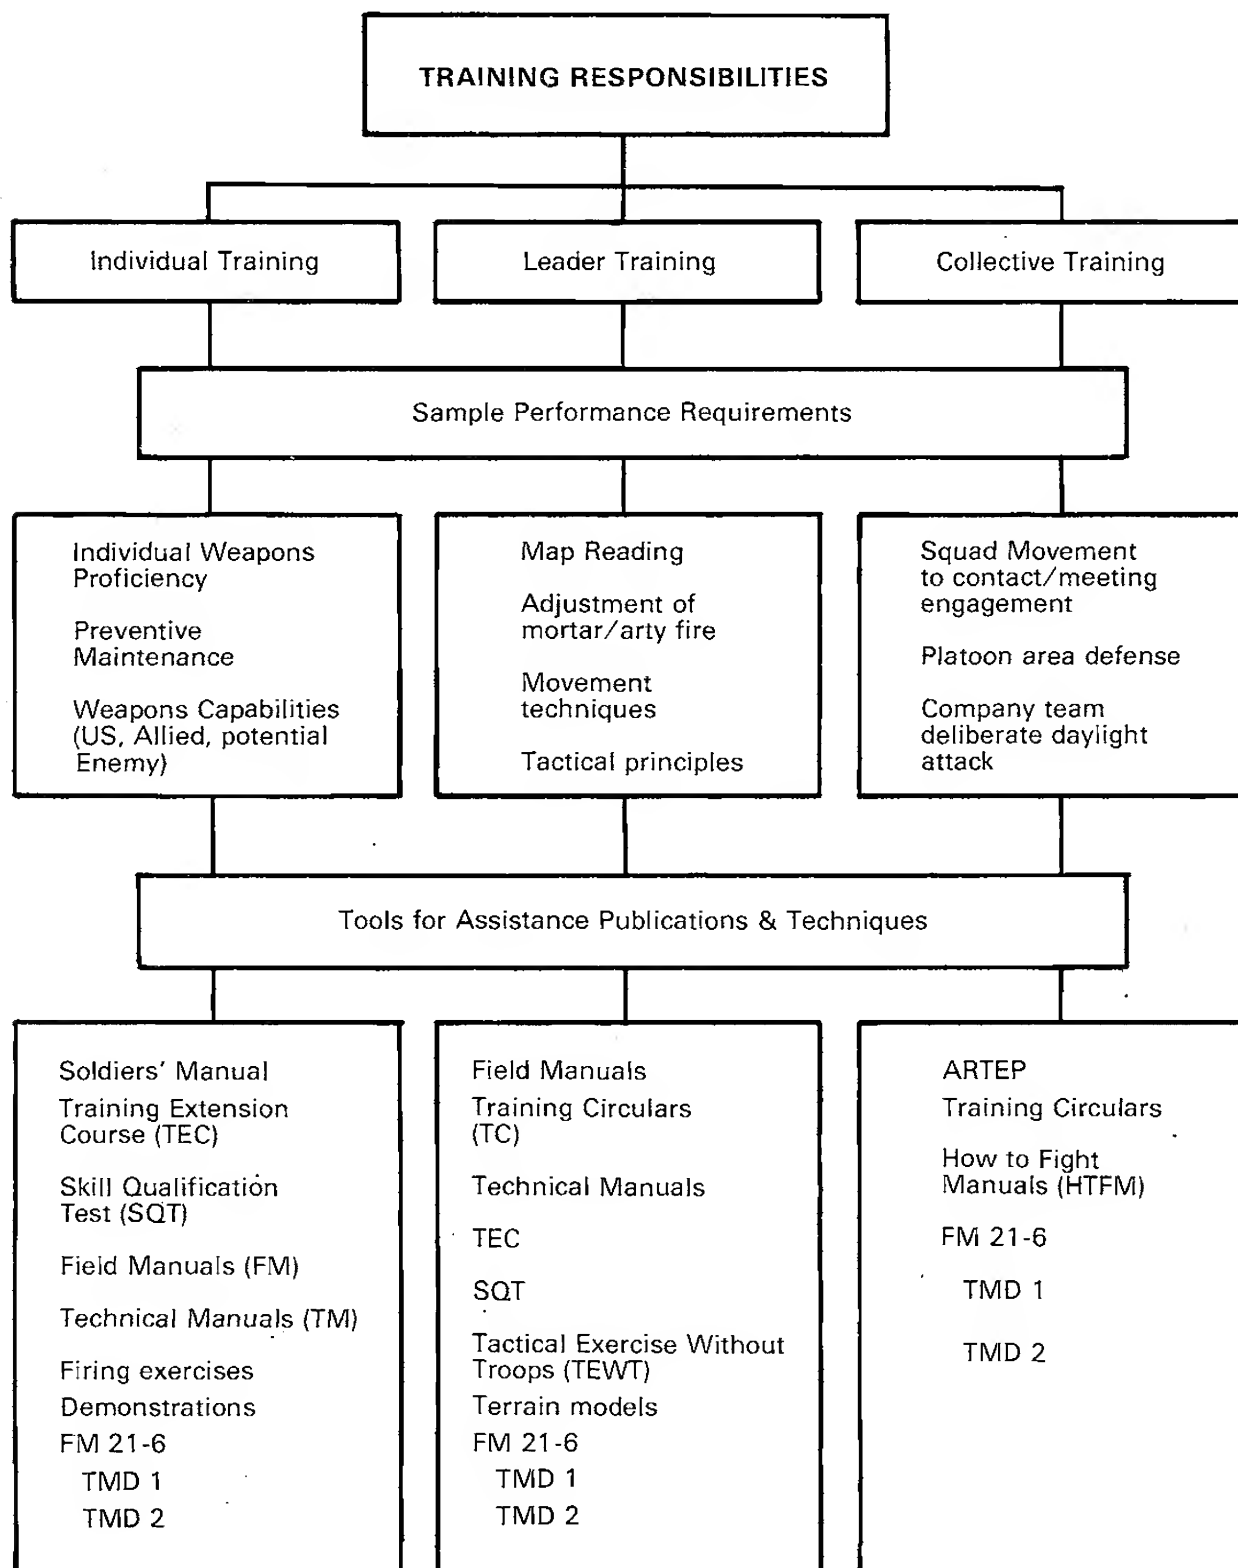 TRAINING RESPONSIBILITIES
Individual Training
Leader Training
Collective Training
Sample Performance Requirements
Individual Weapons
Proficiency
Preventive
Maintenance
Weapons Capabilities
(US, Allied, potential
Enemy)
Map Reading
Adjustment of
mortar/arty fire
Movement
techniques
Tactical principles
Squad Movement
to contact/meeting
engagement
Platoon area defense
Company team
deliberate daylight
attack
Tools for Assistance Publications & Techniques
Soldiers' Manual
Training Extension
Course (TEC)
Skill Qualification
Test (SQT)
Field Manuals (FM)
Technical Manuals (TM)
Firing exercises
Demonstrations
FM 21-6
TMD 1
TMD 2
Field Manuals
Training Circulars
(TC)
Technical Manuals
TEC
SQT
Tactical Exercise Without
Troops (TEWT)
Terrain models
FM 21-6
TMD 1
TMD 2
ARTEP
Training Circulars
How to Fight
Manuals (HTFM)
FM 21-6
TMD 1
TMD 2